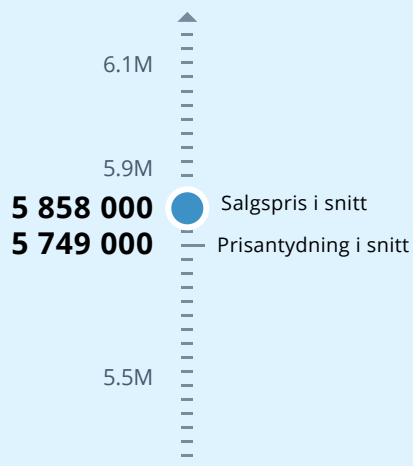 6.1M
5.9M
5 858 000 Salgspris i snitt
5 749 000 Prisantydning i snitt
5.5M